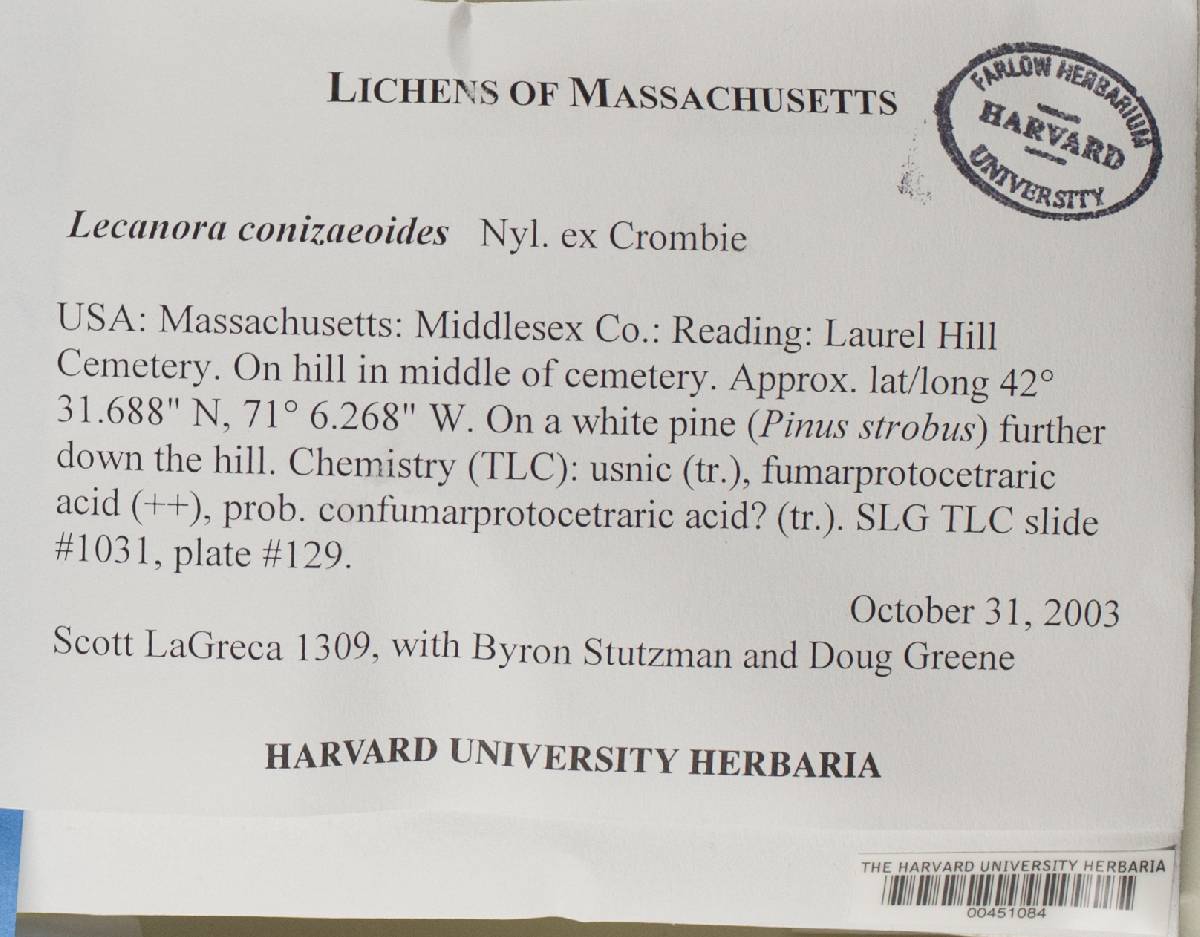 LICHENS OF MASSACHUSETTS
FARLOW HERBARIUM
HARVARD
UNIVERSITY
Lecanora conizaeoides Nyl. ex Crombie
USA: Massachusetts: Middlesex Co.: Reading: Laurel Hill
Cemetery. On hill in middle of cemetery. Approx. lat/long 42°
31.688" N, 71° 6.268" W. On a white pine (Pinus strobus) further
down the hill. Chemistry (TLC): usnic (tr.), fumarprotocetraric
acid (++), prob. confumarprotocetraric acid? (tr.). SLG TLC slide
#1031, plate #129.
October 31, 2003
Scott LaGreca 1309, with Byron Stutzman and Doug Greene
HARVARD UNIVERSITY HERBARIA
THE HARVARD UNIVERSITY HERBARIA
00451084